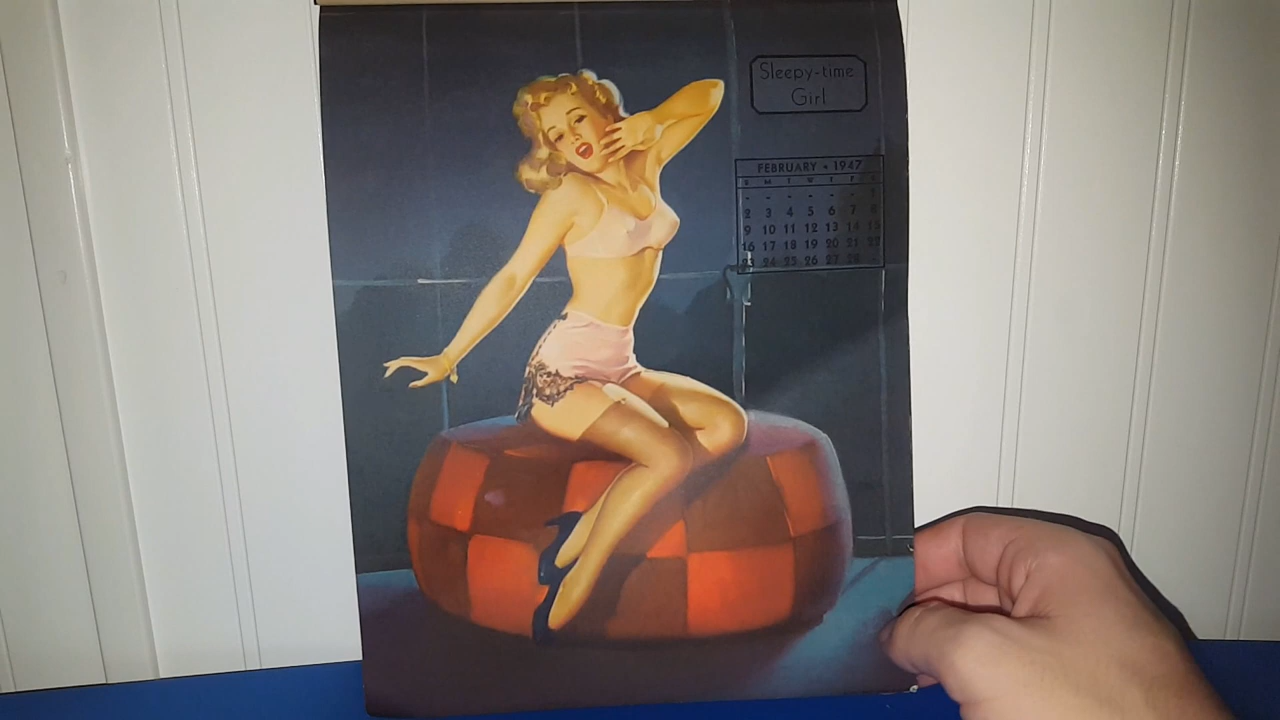 Sleepy-time
Girl
FEBRUARY • 1947
S M T W T F S
- - - - - - 1
2 3 4 5 6 7 8
9 10 11 12 13 14 15
16 17 18 19 20 21 22
23 24 25 26 27 28 -